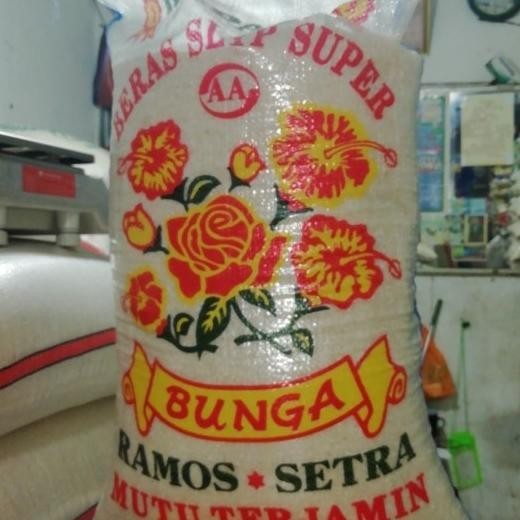 BERAS SLYP SUPER
AA
BUNGA
RAMOS * SETRA
MUTU TERJAMIN